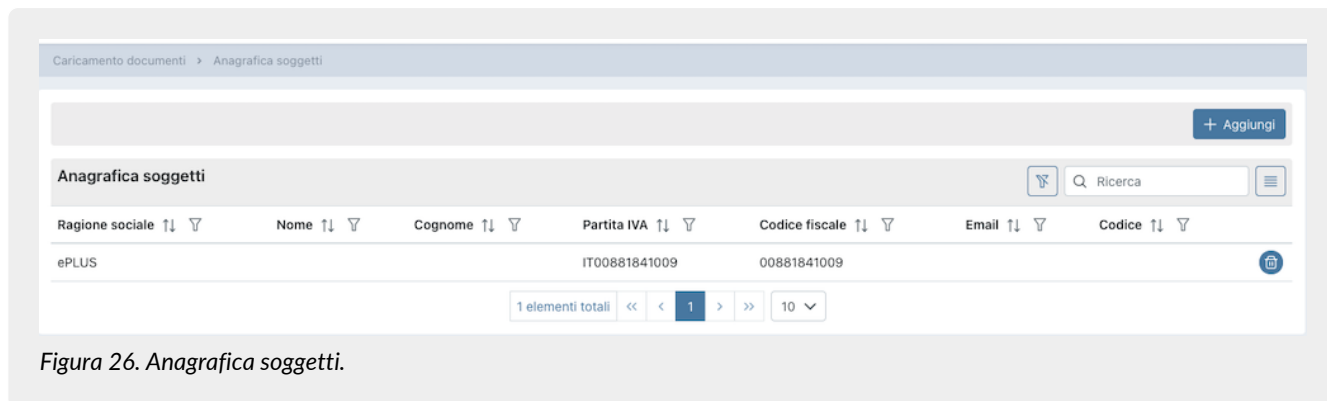 Caricamento documenti > Anagrafica soggetti
+ Aggiungi
Anagrafica soggetti
Ricerca
Ragione sociale Nome Cognome Partita IVA Codice fiscale Email Codice
ePLUS IT00881841009 00881841009
1 elementi totali << < 1 > >> 10
Figura 26. Anagrafica soggetti.